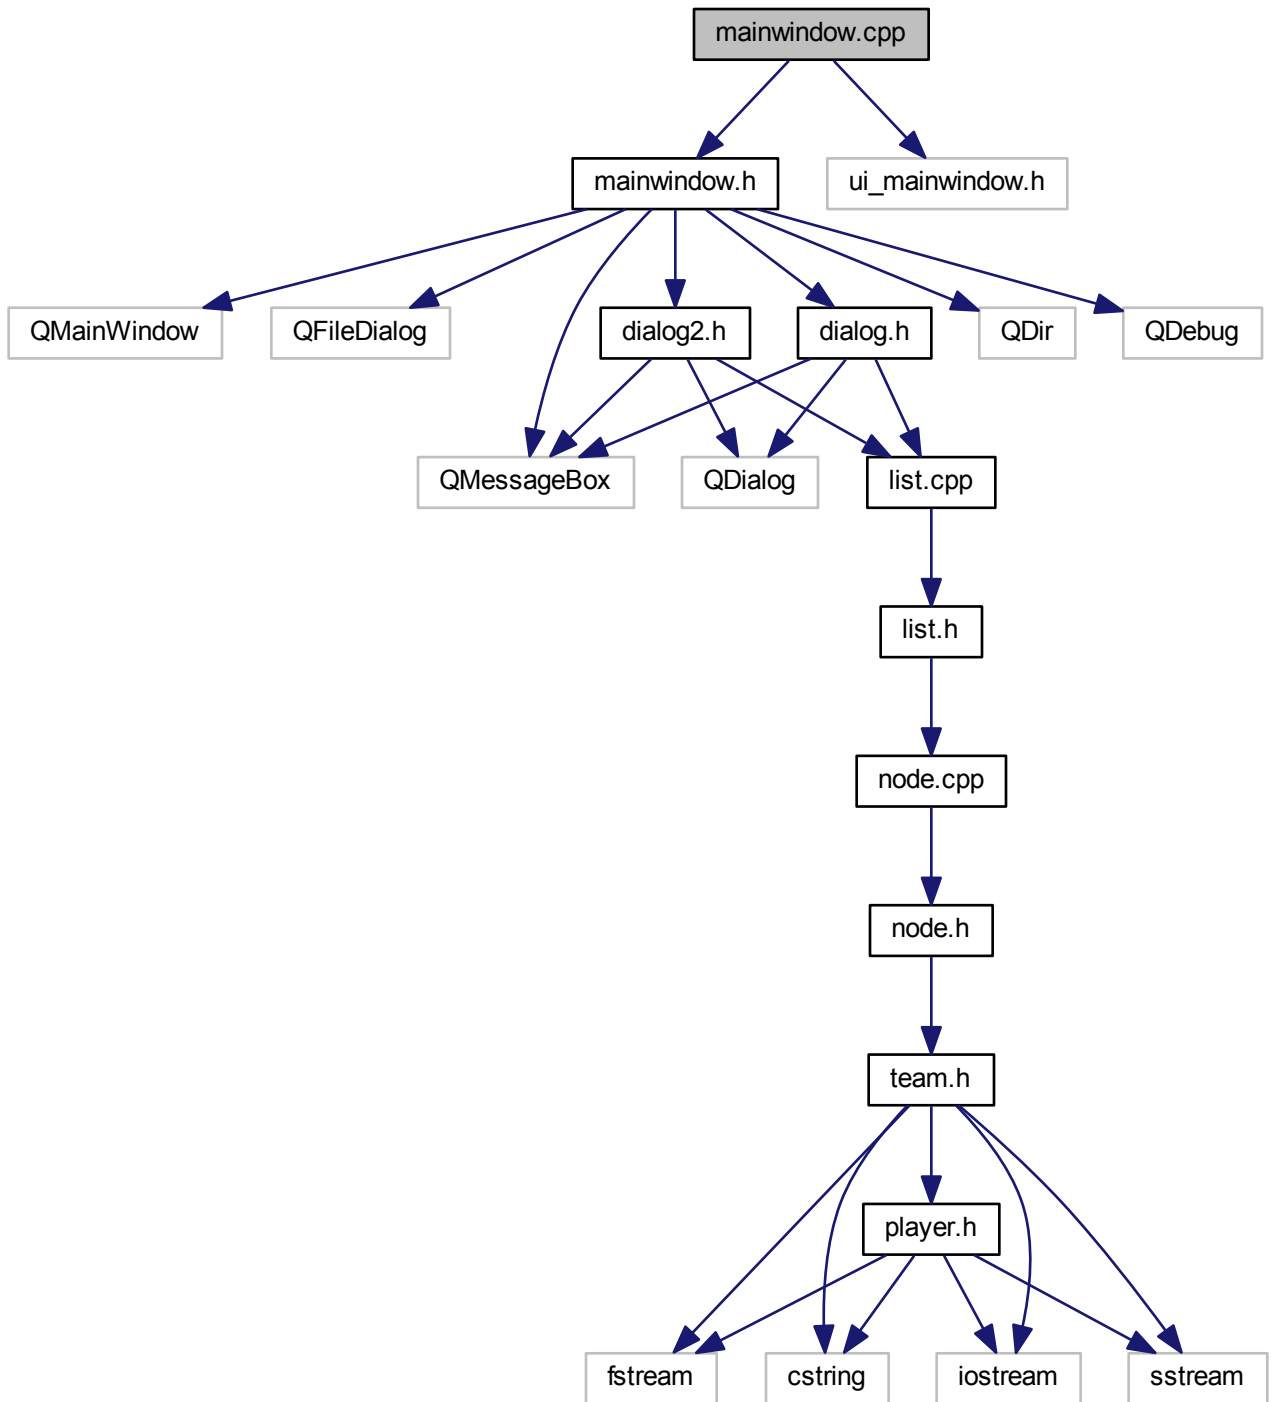 mainwindow.cpp
mainwindow.h
ui_mainwindow.h
QMainWindow
QFileDialog
dialog2.h
dialog.h
QDir
QDebug
QMessageBox
QDialog
list.cpp
list.h
node.cpp
node.h
team.h
player.h
fstream
cstring
iostream
sstream